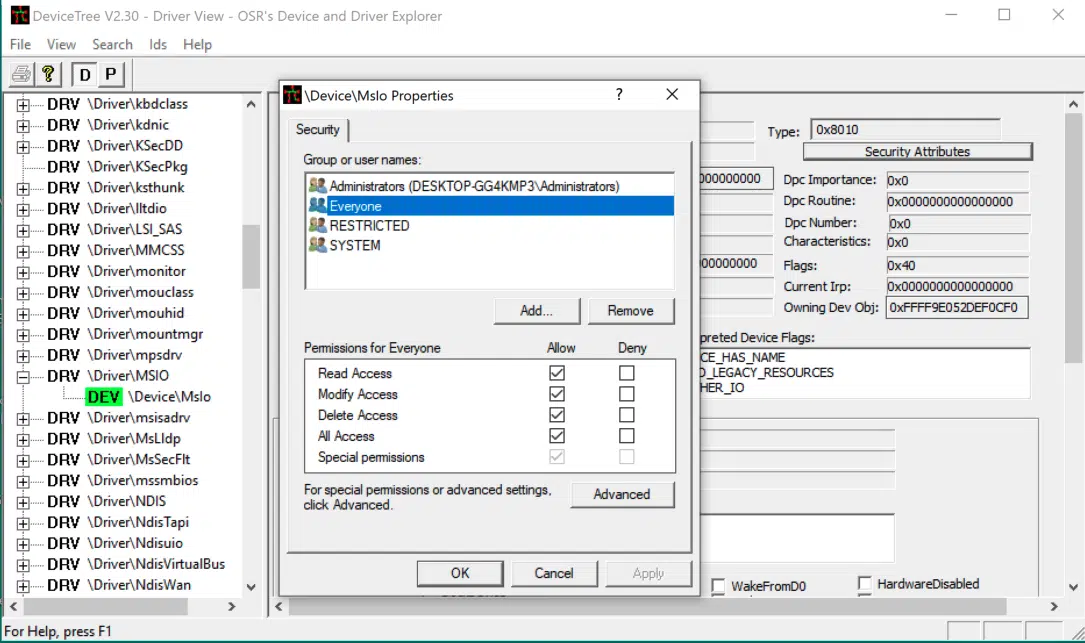 DeviceTree V2.30 - Driver View - OSR's Device and Driver Explorer
File View Search Ids Help
D P
DRV \Driver\kbdclass
DRV \Driver\kdnic
DRV \Driver\KSecDD
DRV \Driver\KSecPkg
DRV \Driver\ksthunk
DRV \Driver\lltdio
DRV \Driver\LSI_SAS
DRV \Driver\MMCSS
DRV \Driver\monitor
DRV \Driver\mouclass
DRV \Driver\mouhid
DRV \Driver\mountmgr
DRV \Driver\mpsdrv
DRV \Driver\MSIO
DEV \Device\MsIo
DRV \Driver\msisadrv
DRV \Driver\MsLldp
DRV \Driver\MsSecFlt
DRV \Driver\mssmbios
DRV \Driver\NDIS
DRV \Driver\NdisTapi
DRV \Driver\Ndisuio
DRV \Driver\NdisVirtualBus
DRV \Driver\NdisWan
\Device\MsIo Properties
?
Security
Group or user names:
Administrators (DESKTOP-GG4KMP3\Administrators)
Everyone
RESTRICTED
SYSTEM
Add... Remove
Permissions for Everyone Allow Deny
Read Access
Modify Access
Delete Access
All Access
Special permissions
For special permissions or advanced settings,
click Advanced.
Advanced
OK Cancel Apply
Type: 0x8010
Security Attributes
000000000 Dpc Importance: 0x0
Dpc Routine: 0x0000000000000000
Dpc Number: 0x0
Characteristics: 0x0
00000000 Flags: 0x40
Current Irp: 0x0000000000000000
Owning Dev Obj: 0xFFFF9E052DEF0CF0
preted Device Flags:
CE_HAS_NAME
O_LEGACY_RESOURCES
HER_IO
WakeFromD0 HardwareDisabled
For Help, press F1